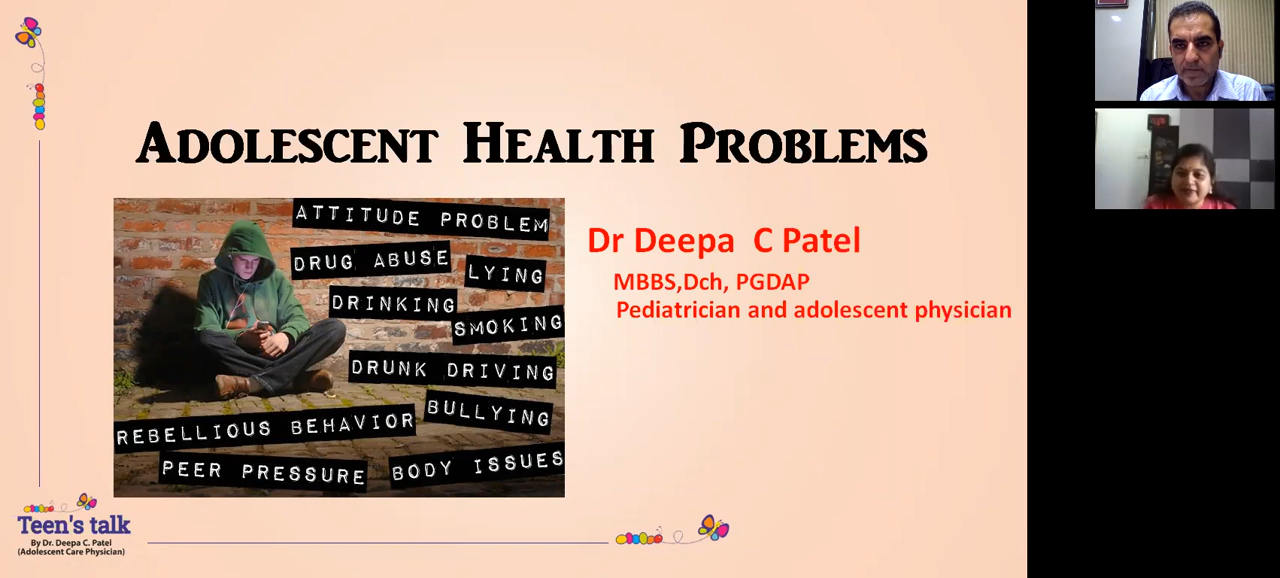 ADOLESCENT HEALTH PROBLEMS
ATTITUDE PROBLEM
DRUG ABUSE
LYING
DRINKING
SMOKING
DRUNK DRIVING
BULLYING
REBELLIOUS BEHAVIOR
PEER PRESSURE
BODY ISSUES
Dr Deepa C Patel
MBBS,Dch, PGDAP
Pediatrician and adolescent physician
Teen's talk
By Dr. Deepa C. Patel
(Adolescent Care Physician)